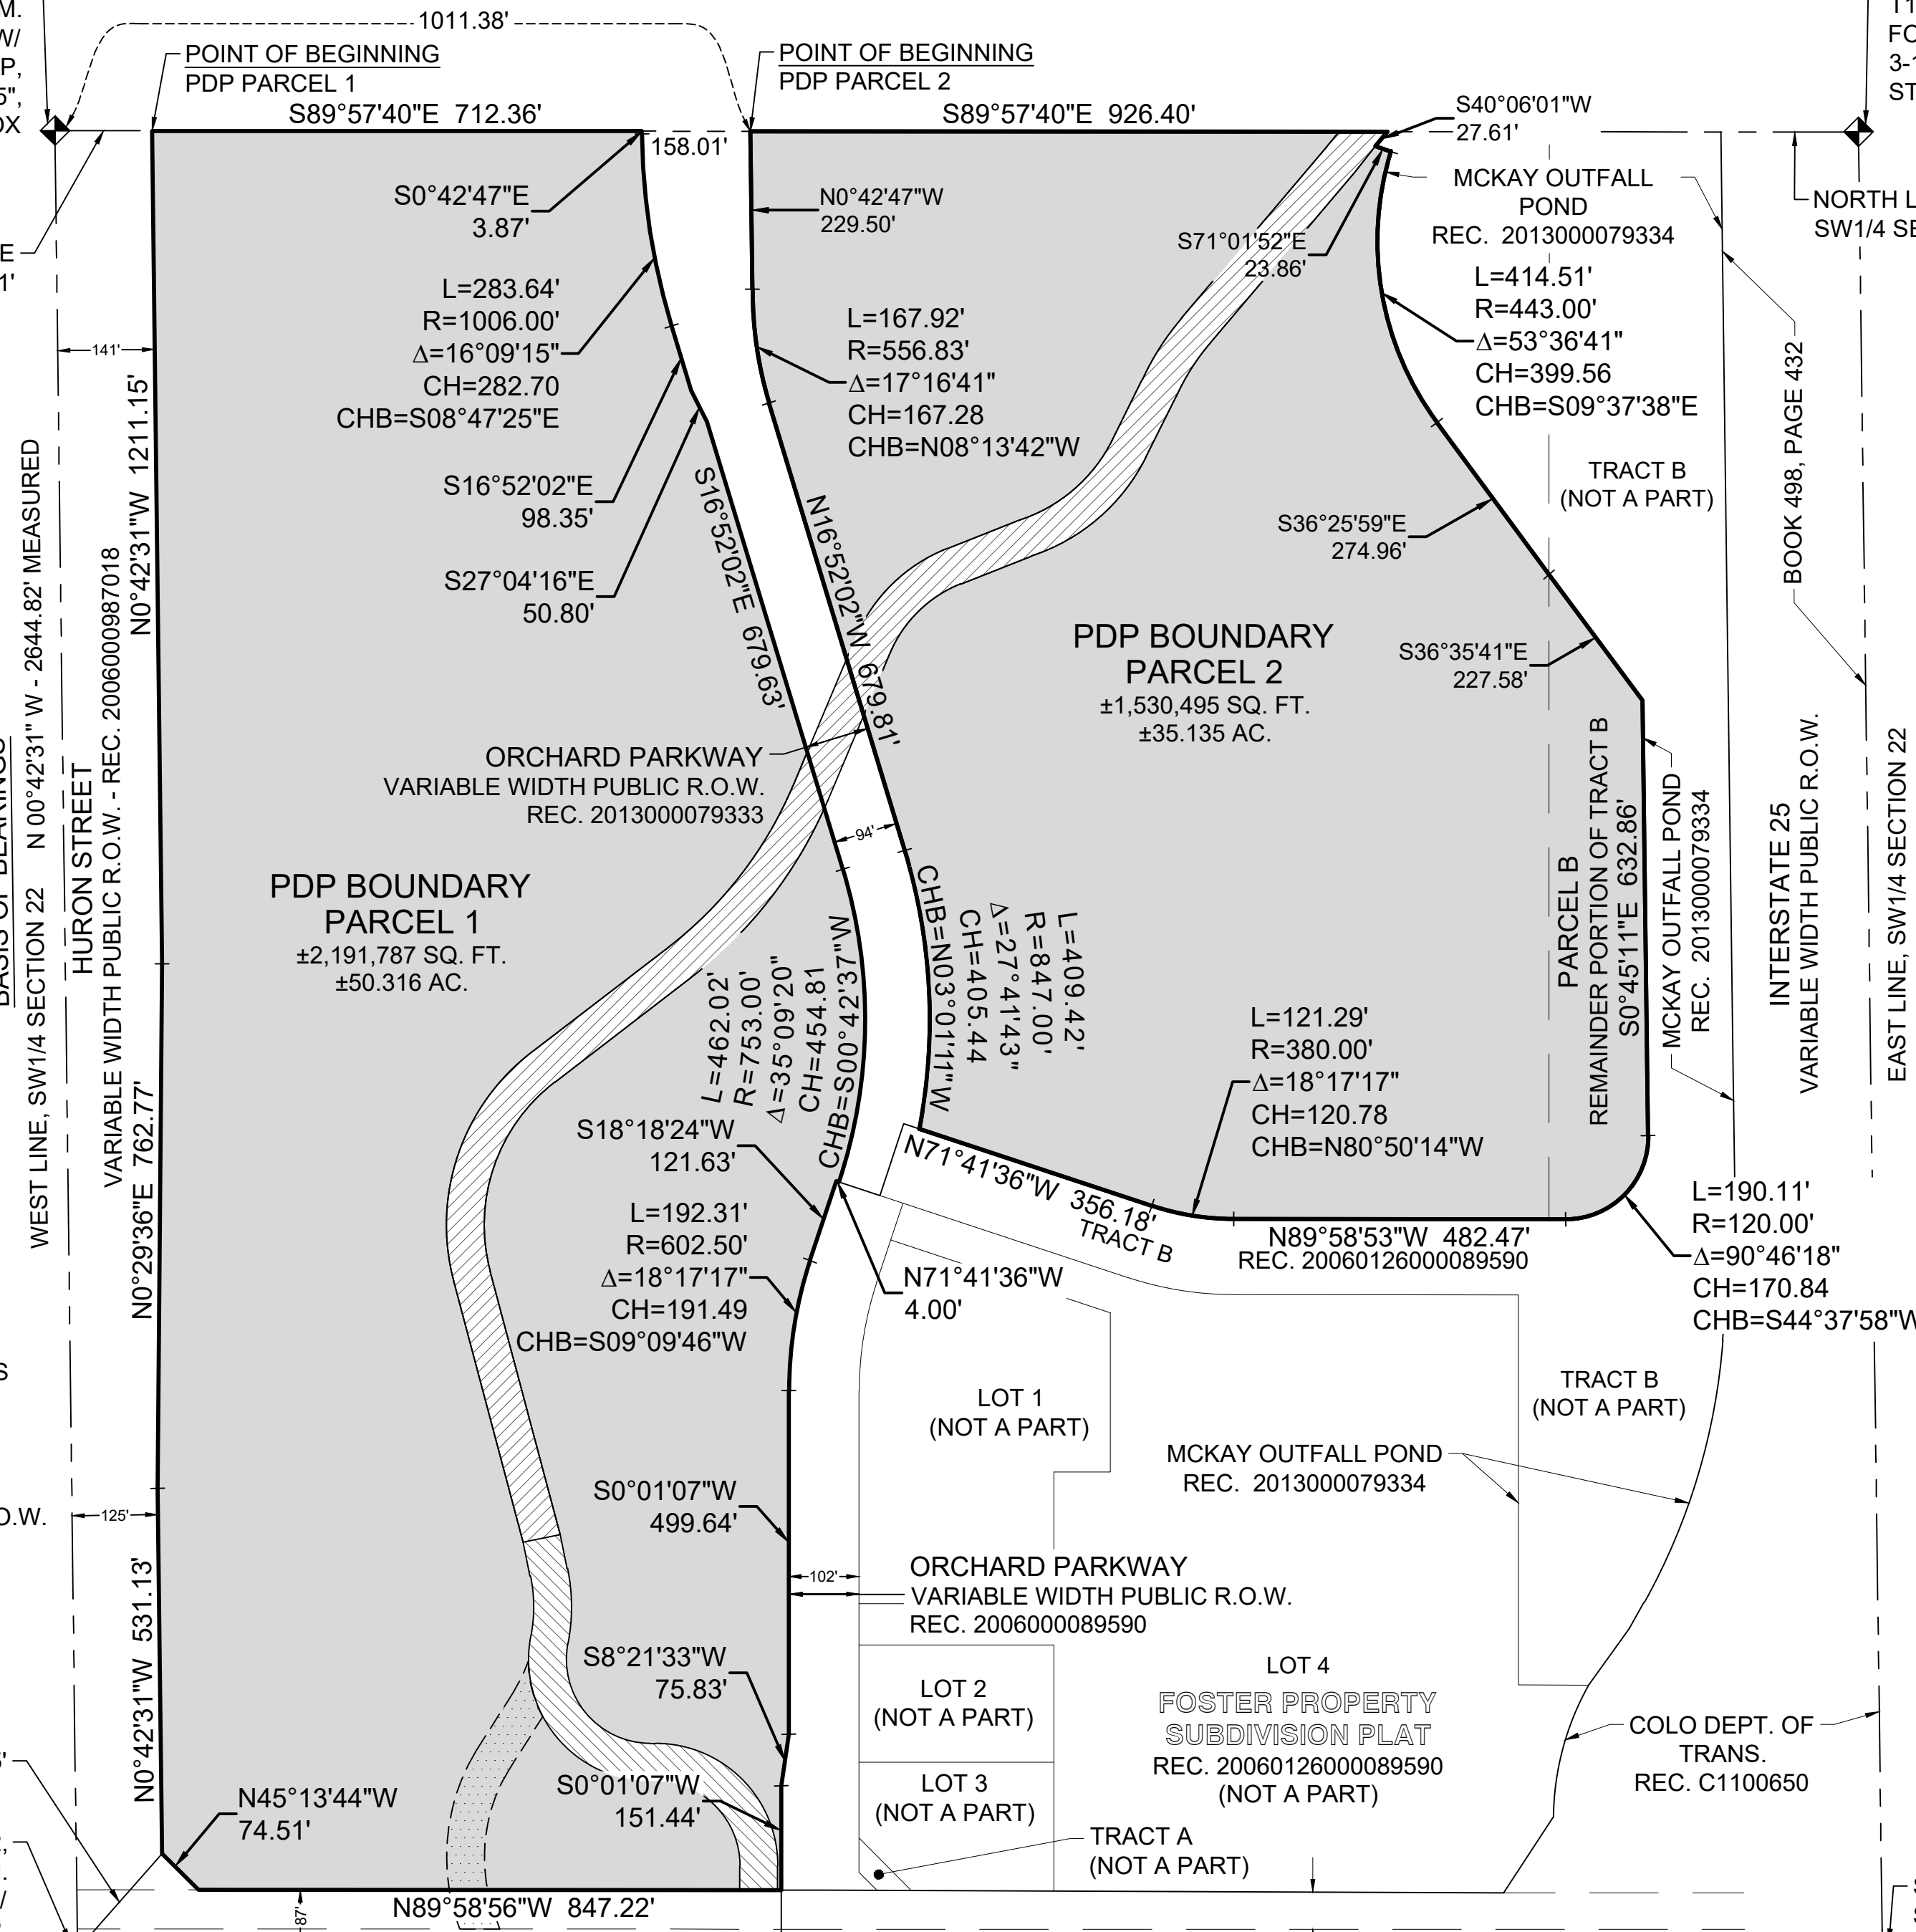 1011.38'
POINT OF BEGINNING
PDP PARCEL 1
POINT OF BEGINNING
PDP PARCEL 2
S89°57'40"E 712.36'
158.01'
S89°57'40"E 926.40'
S40°06'01"W
27.61'
MCKAY OUTFALL
POND
REC. 2013000079334
S0°42'47"E
3.87'
N0°42'47"W
229.50'
S71°01'52"E
23.86'
L=283.64'
R=1006.00'
Δ=16°09'15"
CH=282.70
CHB=S08°47'25"E
L=167.92'
R=556.83'
Δ=17°16'41"
CH=167.28
CHB=N08°13'42"W
L=414.51'
R=443.00'
Δ=53°36'41"
CH=399.56
CHB=S09°37'38"E
141'
N0°42'31"W 1211.15'
S16°52'02"E
98.35'
S27°04'16"E
50.80'
S16°52'02"E 679.63'
N16°52'02"W 679.81'
TRACT B
(NOT A PART)
BOOK 498, PAGE 432
S36°25'59"E
274.96'
S36°35'41"E
227.58'
PDP BOUNDARY
PARCEL 2
±1,530,495 SQ. FT.
±35.135 AC.
ORCHARD PARKWAY
VARIABLE WIDTH PUBLIC R.O.W.
REC. 2013000079333
94'
PDP BOUNDARY
PARCEL 1
±2,191,787 SQ. FT.
±50.316 AC.
WEST LINE, SW1/4 SECTION 22 N 00°42'31" W - 2644.82' MEASURED
HURON STREET
VARIABLE WIDTH PUBLIC R.O.W. - REC. 2006000987018
N0°29'36"E 762.77'
L=462.02'
R=753.00'
Δ=35°09'20"
CH=454.81
CHB=S00°42'37"W
L=409.42'
R=847.00'
Δ=27°41'43"
CH=405.44
CHB=N03°01'11"W
PARCEL B
REMAINDER PORTION OF TRACT B
S0°45'11"E 632.86'
MCKAY OUTFALL POND
REC. 2013000079334
INTERSTATE 25
VARIABLE WIDTH PUBLIC R.O.W.
EAST LINE, SW1/4 SECTION 22
L=121.29'
R=380.00'
Δ=18°17'17"
CH=120.78
CHB=N80°50'14"W
S18°18'24"W
121.63'
N71°41'36"W 356.18'
TRACT B
N89°58'53"W 482.47'
REC. 20060126000089590
L=190.11'
R=120.00'
Δ=90°46'18"
CH=170.84
CHB=S44°37'58"W
L=192.31'
R=602.50'
Δ=18°17'17"
CH=191.49
CHB=S09°09'46"W
N71°41'36"W
4.00'
LOT 1
(NOT A PART)
TRACT B
(NOT A PART)
MCKAY OUTFALL POND
REC. 2013000079334
S0°01'07"W
499.64'
125'
102'
ORCHARD PARKWAY
VARIABLE WIDTH PUBLIC R.O.W.
REC. 2006000089590
N0°42'31"W 531.13'
S8°21'33"W
75.83'
LOT 2
(NOT A PART)
LOT 4
FOSTER PROPERTY
SUBDIVISION PLAT
REC. 20060126000089590
(NOT A PART)
COLO DEPT. OF
TRANS.
REC. C1100650
S0°01'07"W
151.44'
LOT 3
(NOT A PART)
N45°13'44"W
74.51'
TRACT A
(NOT A PART)
N89°58'56"W 847.22'
87'